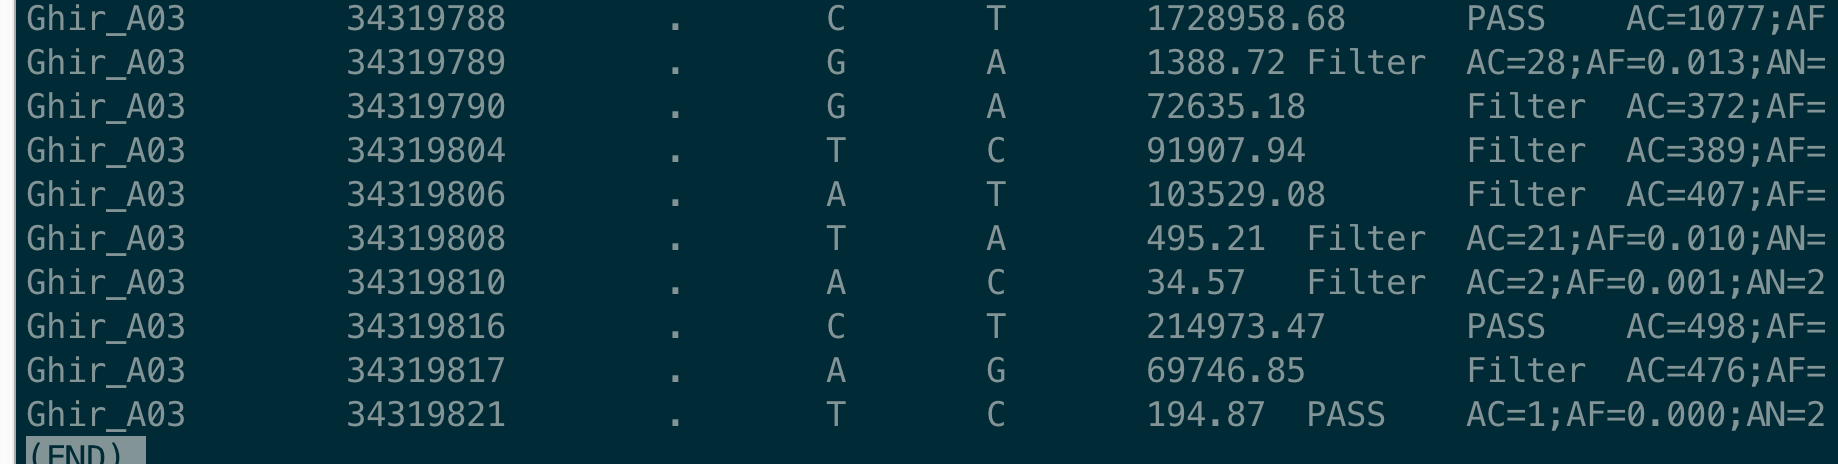 Ghir_A03 34319788 . C T 1728958.68 PASS AC=1077;AF
Ghir_A03 34319789 . G A 1388.72 Filter AC=28;AF=0.013;AN=
Ghir_A03 34319790 . G A 72635.18 Filter AC=372;AF=
Ghir_A03 34319804 . T C 91907.94 Filter AC=389;AF=
Ghir_A03 34319806 . A T 103529.08 Filter AC=407;AF=
Ghir_A03 34319808 . T A 495.21 Filter AC=21;AF=0.010;AN=
Ghir_A03 34319810 . A C 34.57 Filter AC=2;AF=0.001;AN=2
Ghir_A03 34319816 . C T 214973.47 PASS AC=498;AF=
Ghir_A03 34319817 . A G 69746.85 Filter AC=476;AF=
Ghir_A03 34319821 . T C 194.87 PASS AC=1;AF=0.000;AN=2
(END)